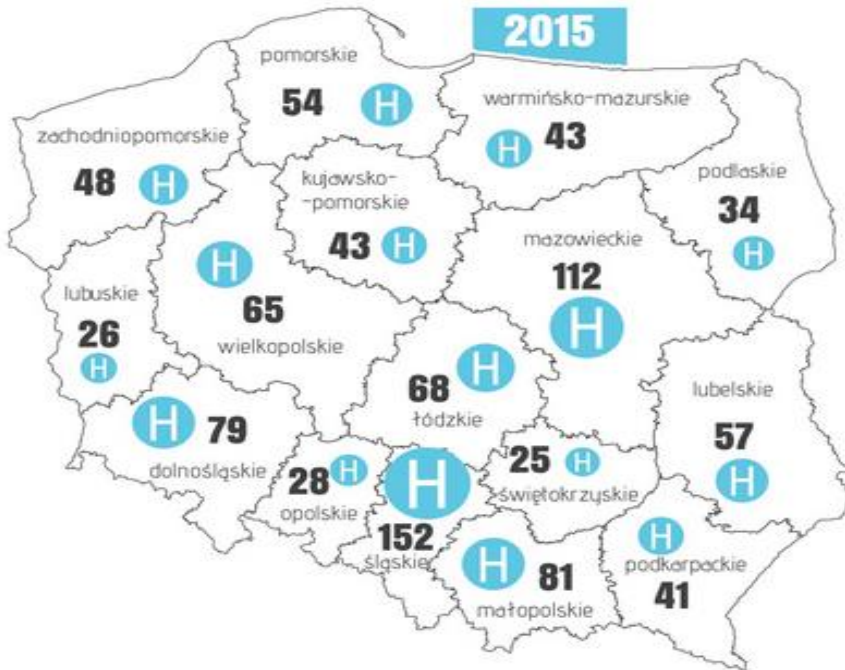 2015
pomorskie
54 H
warmińsko-mazurskie
H 43
zachodniopomorskie
48 H
kujawsko-
-pomorskie
43 H
podlaskie
34
H
mazowieckie
112
H
lubuskie
26
H
H
65
wielkopolskie
68 H
łódzkie
lubelskie
57
H
H 79
dolnośląskie
28 H
opolskie
H
152
śląskie
25 H
świętokrzyskie
H 81
małopolskie
H
podkarpackie
41